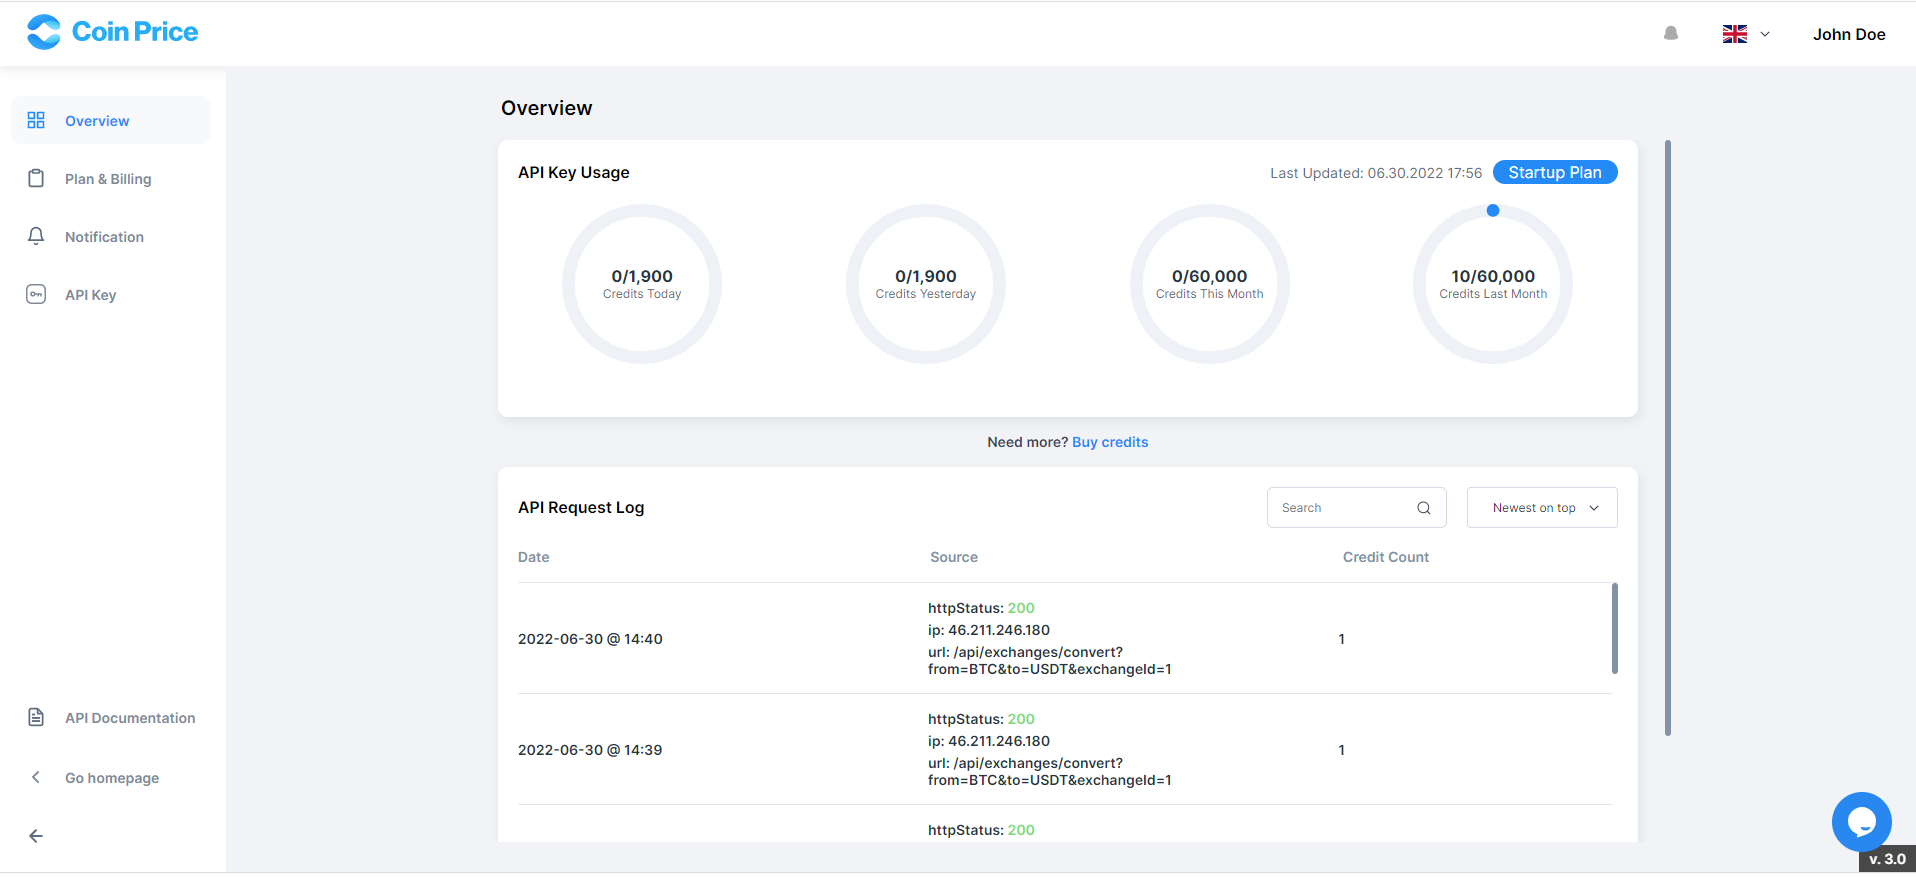 Coin Price
John Doe
Overview
Plan & Billing
Notification
API Key
API Documentation
Go homepage
Overview
API Key Usage
Last Updated: 06.30.2022 17:56
Startup Plan
0/1,900
Credits Today
0/1,900
Credits Yesterday
0/60,000
Credits This Month
10/60,000
Credits Last Month
Need more? Buy credits
API Request Log
Search
Newest on top
Date
Source
Credit Count
2022-06-30 @ 14:40
httpStatus: 200
ip: 46.211.246.180
url: /api/exchanges/convert?
from=BTC&to=USDT&exchangeId=1
1
2022-06-30 @ 14:39
httpStatus: 200
ip: 46.211.246.180
url: /api/exchanges/convert?
from=BTC&to=USDT&exchangeId=1
1
httpStatus: 200
v. 3.0